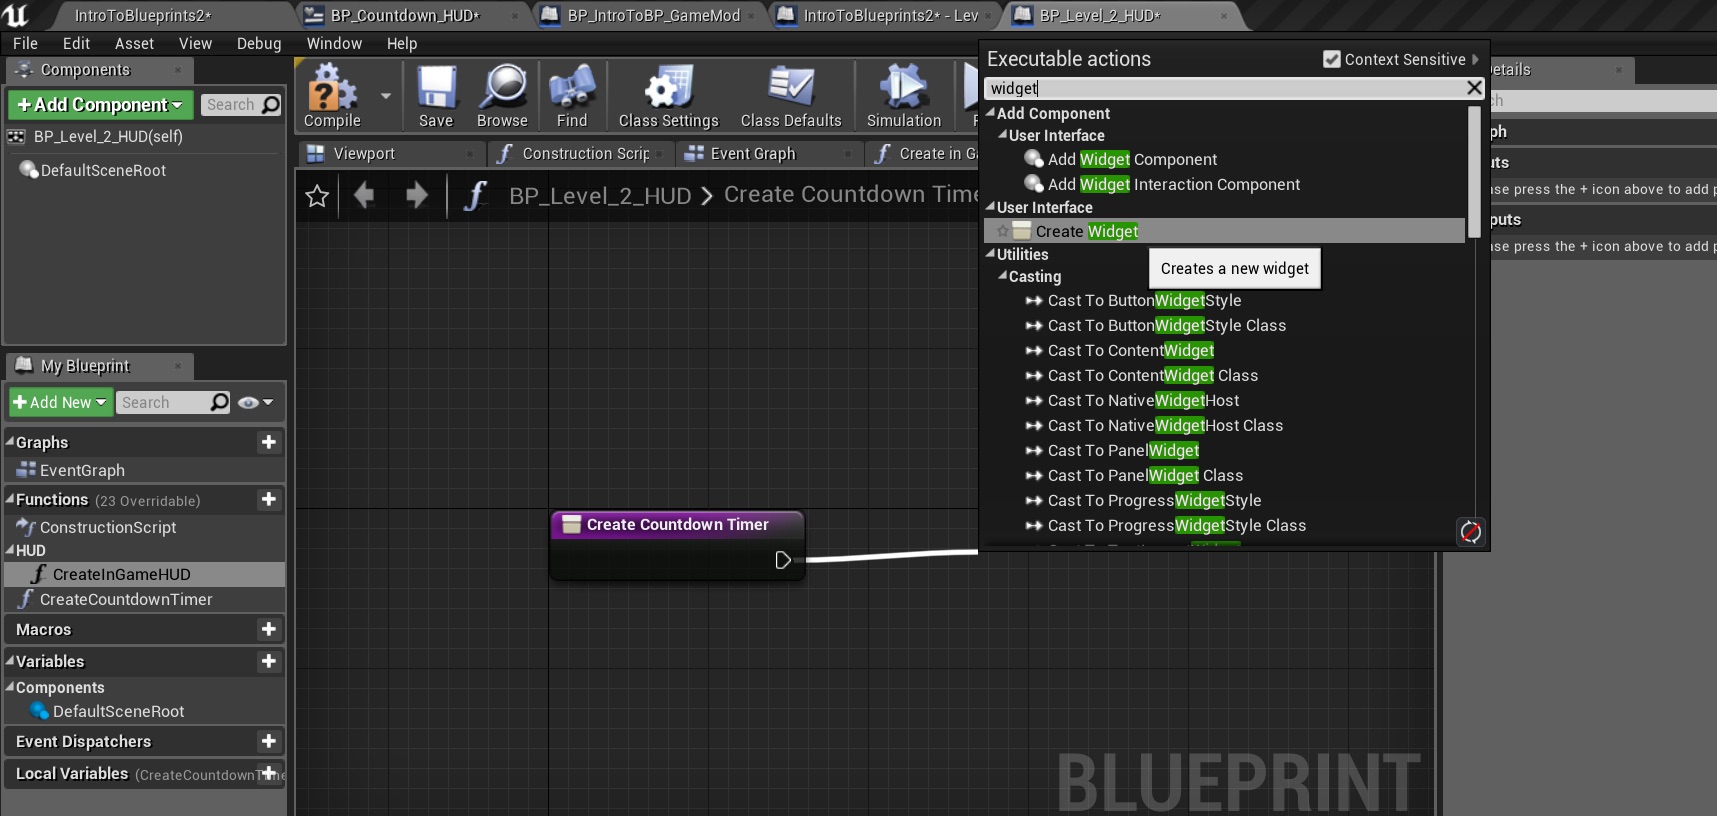 IntroToBlueprints2*
BP_Countdown_HUD*
BP_IntroToBP_GameMod
IntroToBlueprints2* - Lev
BP_Level_2_HUD*
File Edit Asset View Debug Window Help
Components
+Add Component
Search
BP_Level_2_HUD(self)
DefaultSceneRoot
My Blueprint
+Add New
Search
Graphs
EventGraph
Functions (23 Overridable)
ConstructionScript
HUD
CreateInGameHUD
CreateCountdownTimer
Macros
Variables
Components
DefaultSceneRoot
Event Dispatchers
Local Variables (CreateCountdownTime
Compile
Save
Browse
Find
Class Settings
Class Defaults
Simulation
Viewport
Construction Scrip
Event Graph
Create in Ga
BP_Level_2_HUD > Create Countdown Time
Create Countdown Timer
BLUEPRINT
Executable actions
Context Sensitive
widget
Add Component
User Interface
Add Widget Component
Add Widget Interaction Component
User Interface
Create Widget
Creates a new widget
Utilities
Casting
Cast To ButtonWidgetStyle
Cast To ButtonWidgetStyle Class
Cast To ContentWidget
Cast To ContentWidget Class
Cast To NativeWidgetHost
Cast To NativeWidgetHost Class
Cast To PanelWidget
Cast To PanelWidget Class
Cast To ProgressWidgetStyle
Cast To ProgressWidgetStyle Class
etails
ch
ph
uts
ase press the + icon above to add p
puts
ase press the + icon above to add p